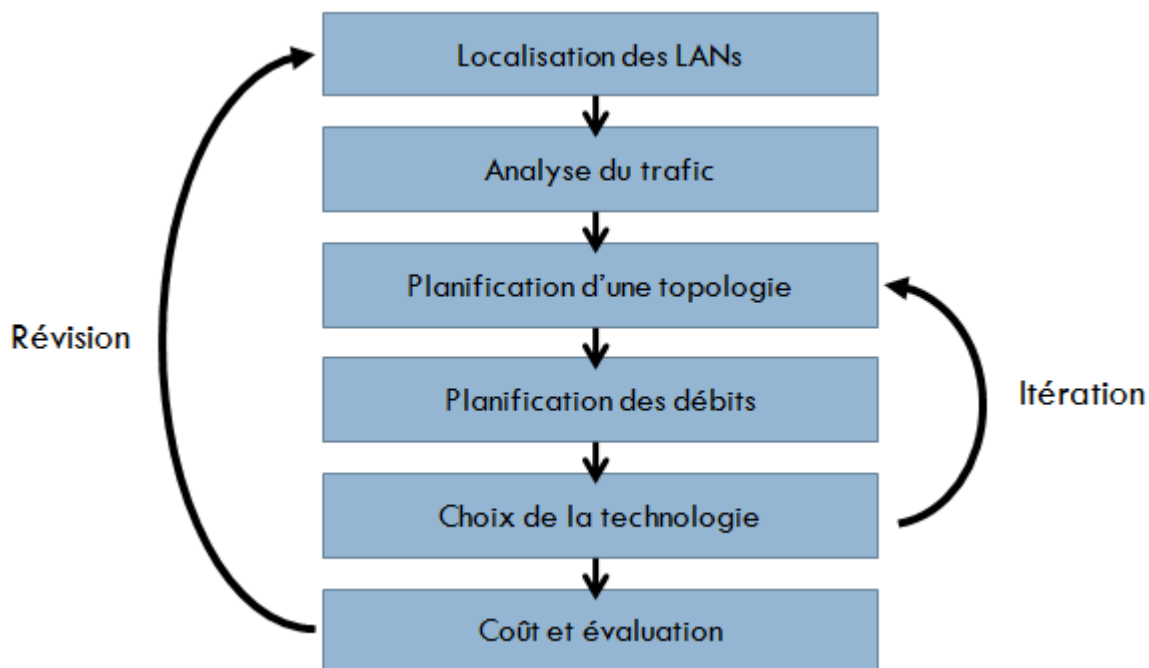 Localisation des LANs
Analyse du trafic
Planification d'une topologie
Révision
Planification des débits
Itération
Choix de la technologie
Coût et évaluation